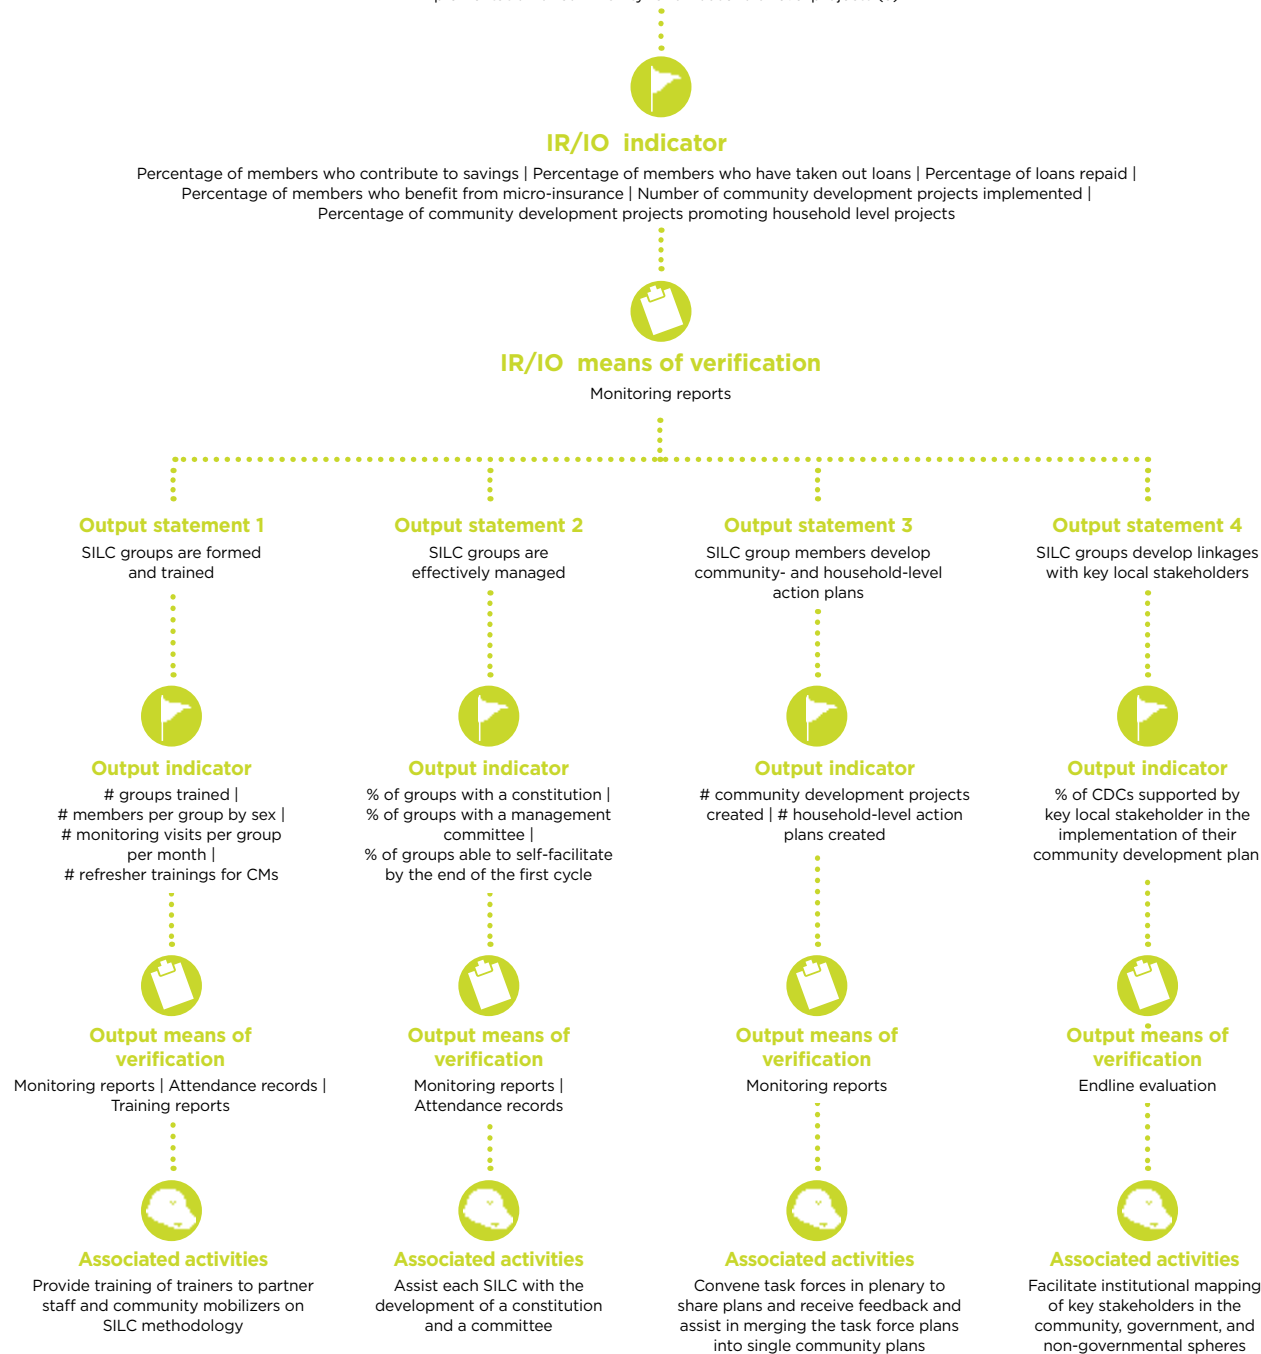 IR/IO indicator
Percentage of members who contribute to savings | Percentage of members who have taken out loans | Percentage of loans repaid |
Percentage of members who benefit from micro-insurance | Number of community development projects implemented |
Percentage of community development projects promoting household level projects
IR/IO means of verification
Monitoring reports
Output statement 1
SILC groups are formed
and trained
Output indicator
# groups trained |
# members per group by sex |
# monitoring visits per group
per month |
# refresher trainings for CMs
Output means of
verification
Monitoring reports | Attendance records |
Training reports
Associated activities
Provide training of trainers to partner
staff and community mobilizers on
SILC methodology
Output statement 2
SILC groups are
effectively managed
Output indicator
% of groups with a constitution |
% of groups with a management
committee |
% of groups able to self-facilitate
by the end of the first cycle
Output means of
verification
Monitoring reports |
Attendance records
Associated activities
Assist each SILC with the
development of a constitution
and a committee
Output statement 3
SILC group members develop
community- and household-level
action plans
Output indicator
# community development projects
created | # household-level action
plans created
Output means of
verification
Monitoring reports
Associated activities
Convene task forces in plenary to
share plans and receive feedback and
assist in merging the task force plans
into single community plans
Output statement 4
SILC groups develop linkages
with key local stakeholders
Output indicator
% of CDCs supported by
key local stakeholder in the
implementation of their
community development plan
Output means of
verification
Endline evaluation
Associated activities
Facilitate institutional mapping
of key stakeholders in the
community, government, and
non-governmental spheres